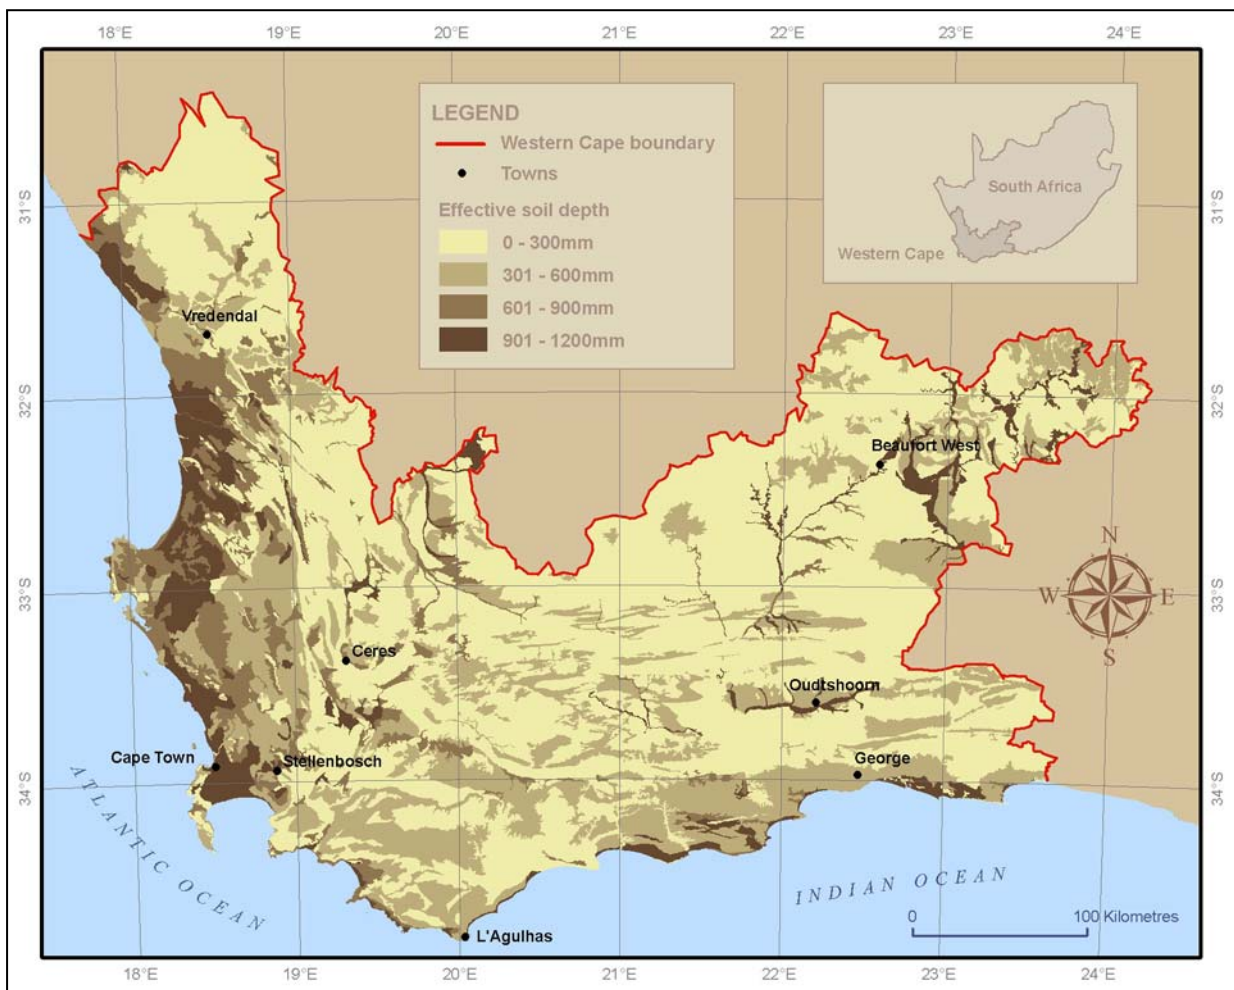 18°E 19°E 20°E 21°E 22°E 23°E 24°E
LEGEND
Western Cape boundary
Towns
Effective soil depth
0 - 300mm
301 - 600mm
601 - 900mm
901 - 1200mm
South Africa
Western Cape
31°S
31°S
Vredendal
32°S
32°S
Beaufort West
N
W
E
S
33°S
33°S
Ceres
Oudtshoorn
Cape Town
Stellenbosch
George
34°S
34°S
ATLANTIC OCEAN
INDIAN OCEAN
0 100 Kilometres
L'Agulhas
18°E 19°E 20°E 21°E 22°E 23°E 24°E